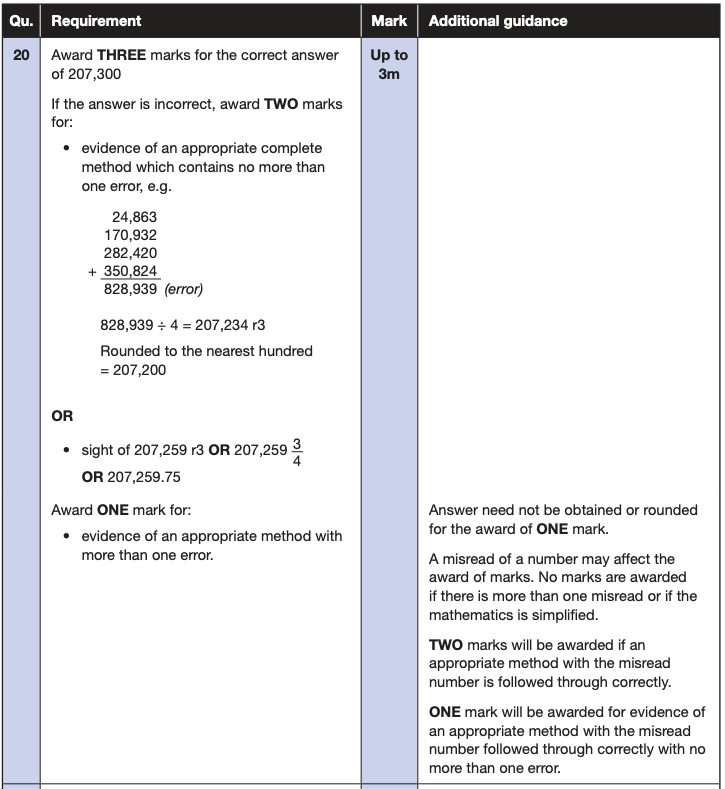 Qu. Requirement Mark Additional guidance
20 Award THREE marks for the correct answer Up to
of 207,300 3m
If the answer is incorrect, award TWO marks
for:
• evidence of an appropriate complete
method which contains no more than
one error, e.g.
24,863
170,932
282,420
+ 350,824
828,939 (error)
828,939 ÷ 4 = 207,234 r3
Rounded to the nearest hundred
= 207,200
OR
• sight of 207,259 r3 OR 207,259 3/4
OR 207,259.75
Award ONE mark for:
• evidence of an appropriate method with
more than one error.
Answer need not be obtained or rounded
for the award of ONE mark.
A misread of a number may affect the
award of marks. No marks are awarded
if there is more than one misread or if the
mathematics is simplified.
TWO marks will be awarded if an
appropriate method with the misread
number is followed through correctly.
ONE mark will be awarded for evidence of
an appropriate method with the misread
number followed through correctly with no
more than one error.